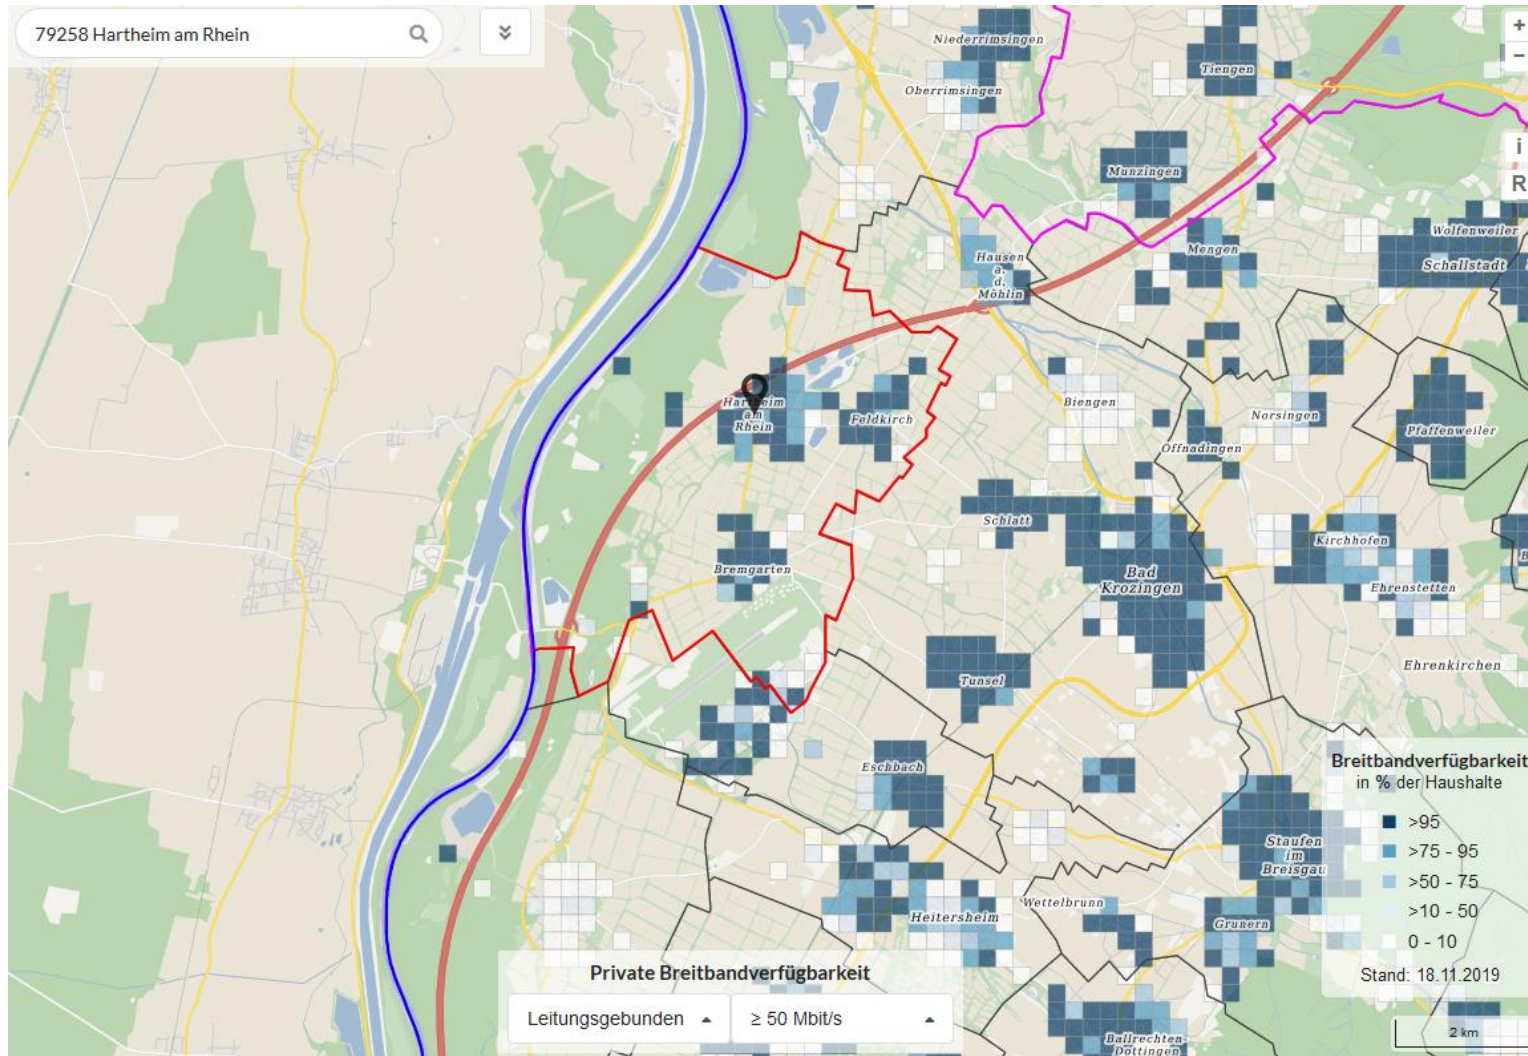 79258 Hartheim am Rhein
+
−
i
R
Niederrimsingen
Oberrimsingen
Tiengen
Munzingen
Mengen
Wolfenweiler
Schallstadt
Hausen
a.
d.
Möhlin
Hartheim
am
Rhein
Feldkirch
Biengen
Norsingen
Offnadingen
Pfaffenweiler
Schlatt
Kirchhofen
Bremgarten
Bad
Krozingen
Ehrenstetten
Ehrenkirchen
Tunsel
Eschbach
Staufen
im
Breisgau
Heitersheim
Wettelbrunn
Grunern
Ballrechten-
Dottingen
Breitbandverfügbarkeit
in % der Haushalte
>95
>75 - 95
>50 - 75
>10 - 50
0 - 10
Stand: 18.11.2019
Private Breitbandverfügbarkeit
Leitungsgebunden
≥ 50 Mbit/s
2 km